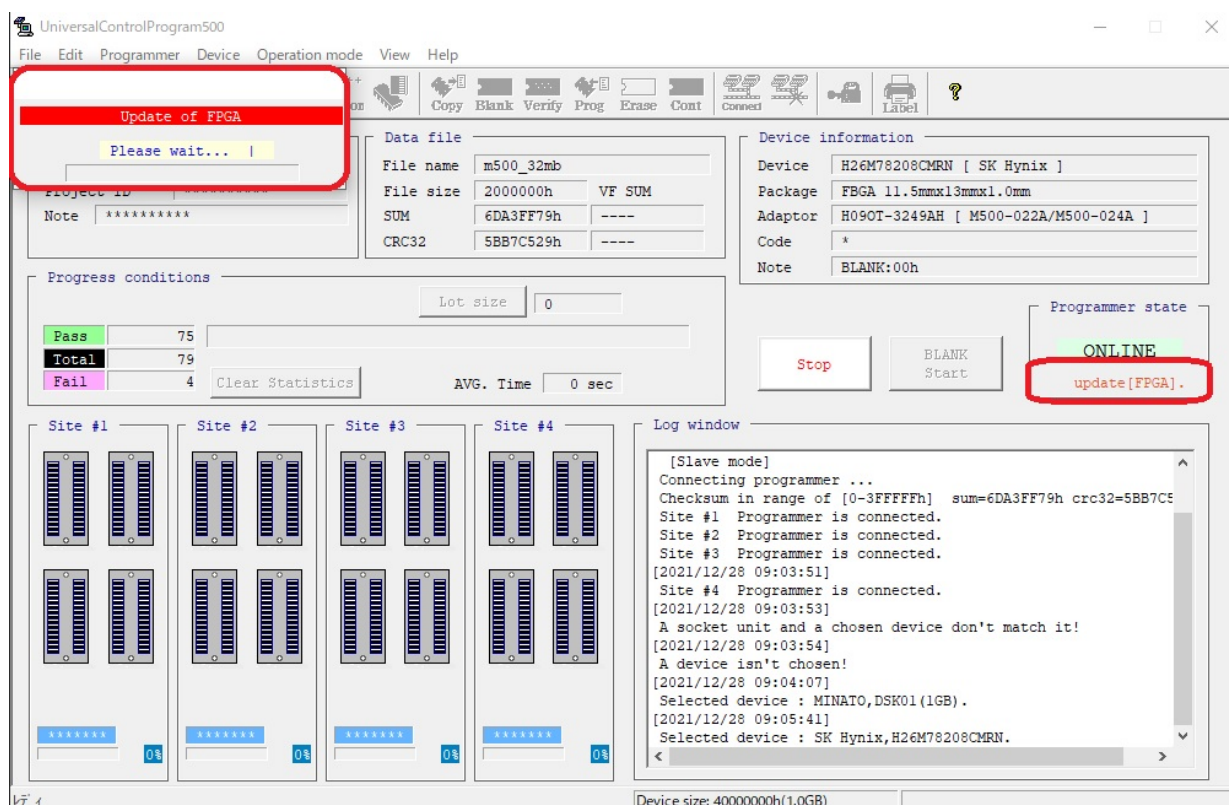 UniversalControlProgram500
File Edit Programmer Device Operation mode View Help
Copy Blank Verify Prog Erase Cont Connect Label
Update of FPGA
Please wait... |
Note **********
Data file
File name m500_32mb
File size 2000000h VF SUM
SUM 6DA3FF79h ----
CRC32 5BB7C529h ----
Device information
Device H26M78208CMRN [ SK Hynix ]
Package FBGA 11.5mmx13mmx1.0mm
Adaptor H09OT-3249AH [ M500-022A/M500-024A ]
Code *
Note BLANK:00h
Progress conditions
Lot size 0
Pass 75
Total 79
Fail 4
Clear Statistics
AVG. Time 0 sec
Stop
BLANK
Start
Programmer state
ONLINE
update[FPGA].
Site #1 Site #2 Site #3 Site #4
******* ******* ******* *******
0% 0% 0% 0%
Log window
[Slave mode]
Connecting programmer ...
Checksum in range of [0-3FFFFFh] sum=6DA3FF79h crc32=5BB7C5
Site #1 Programmer is connected.
Site #2 Programmer is connected.
Site #3 Programmer is connected.
[2021/12/28 09:03:51]
Site #4 Programmer is connected.
[2021/12/28 09:03:53]
A socket unit and a chosen device don't match it!
[2021/12/28 09:03:54]
A device isn't chosen!
[2021/12/28 09:04:07]
Selected device : MINATO,DSK01(1GB).
[2021/12/28 09:05:41]
Selected device : SK Hynix,H26M78208CMRN.
レディ
Device size: 40000000h(1.0GB)